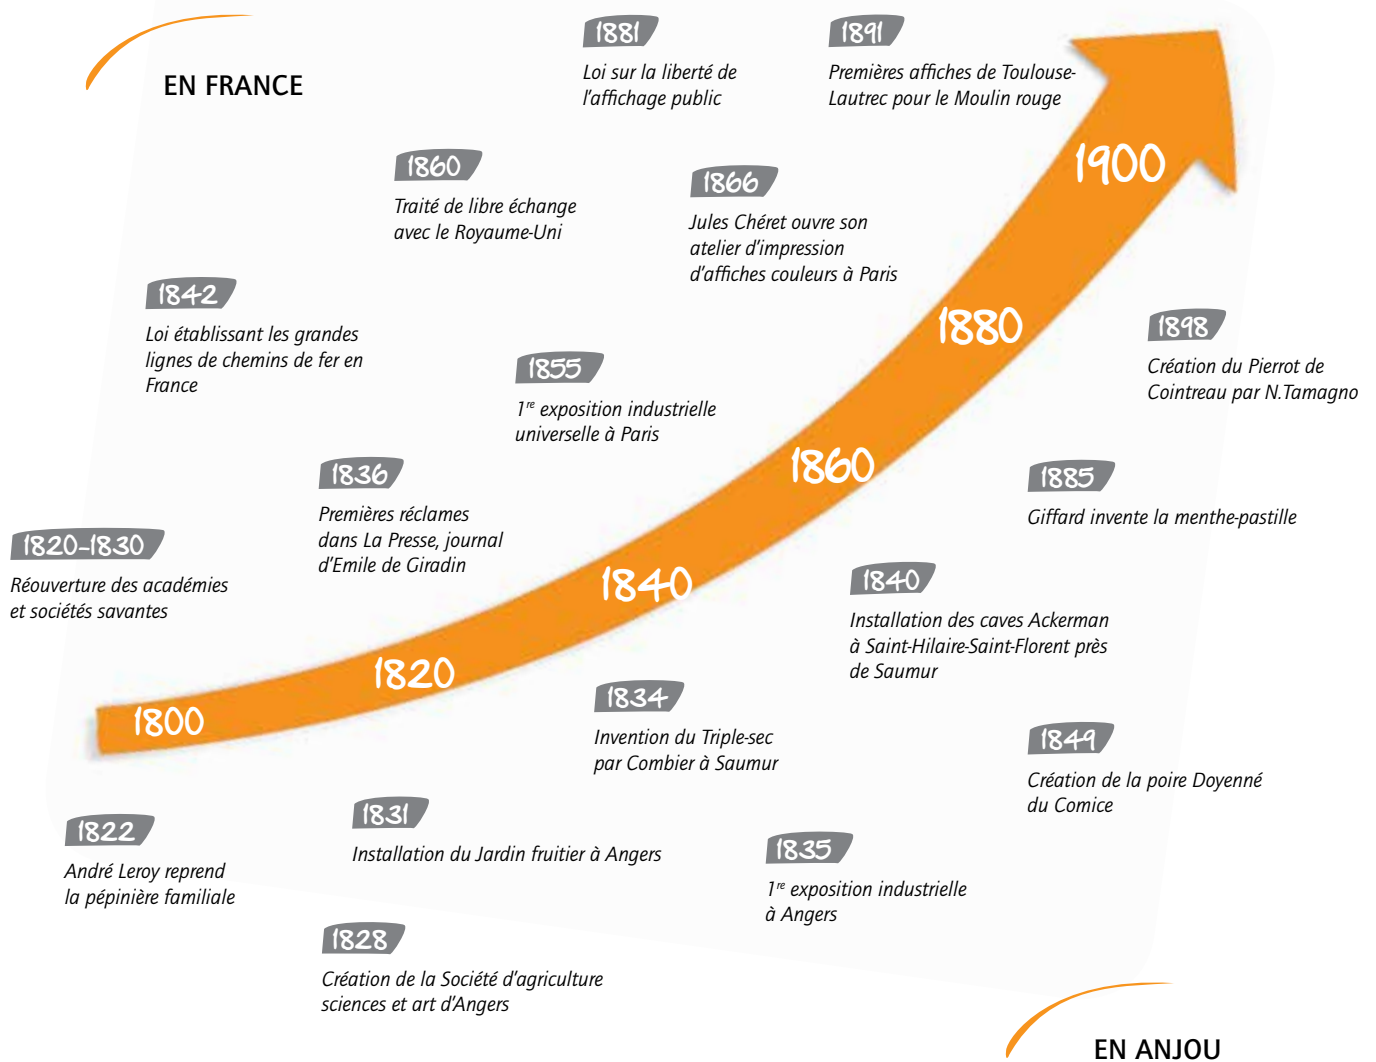 EN FRANCE
1881
Loi sur la liberté de
l'affichage public
1891
Premières affiches de Toulouse-
Lautrec pour le Moulin rouge
1860
Traité de libre échange
avec le Royaume-Uni
1866
Jules Chéret ouvre son
atelier d'impression
d'affiches couleurs à Paris
1842
Loi établissant les grandes
lignes de chemins de fer en
France
1855
1re exposition industrielle
universelle à Paris
1836
Premières réclames
dans La Presse, journal
d'Emile de Giradin
1820-1830
Réouverture des académies
et sociétés savantes
1800
1820
1840
1860
1880
1900
1898
Création du Pierrot de
Cointreau par N.Tamagno
1885
Giffard invente la menthe-pastille
1840
Installation des caves Ackerman
à Saint-Hilaire-Saint-Florent près
de Saumur
1834
Invention du Triple-sec
par Combier à Saumur
1849
Création de la poire Doyenné
du Comice
1822
André Leroy reprend
la pépinière familiale
1831
Installation du Jardin fruitier à Angers
1835
1re exposition industrielle
à Angers
1828
Création de la Société d'agriculture
sciences et art d'Angers
EN ANJOU